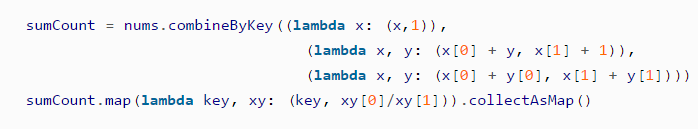 sumCount = nums.combineByKey((lambda x: (x,1)),
(lambda x, y: (x[0] + y, x[1] + 1)),
(lambda x, y: (x[0] + y[0], x[1] + y[1])))
sumCount.map(lambda key, xy: (key, xy[0]/xy[1])).collectAsMap()